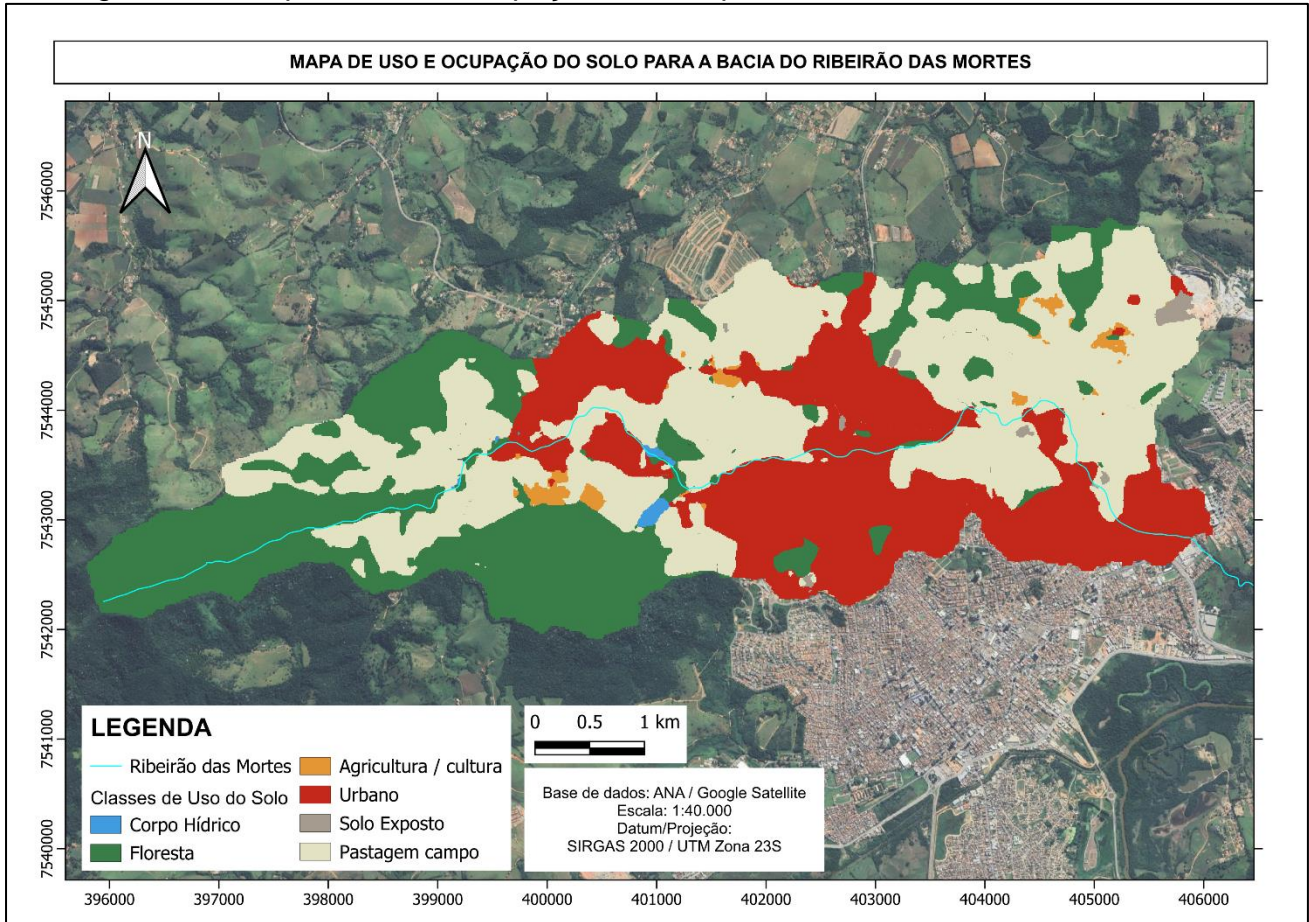 MAPA DE USO E OCUPAÇÃO DO SOLO PARA A BACIA DO RIBEIRÃO DAS MORTES
N
7546000
7545000
7544000
7543000
7542000
7541000
7540000
LEGENDA
Ribeirão das Mortes
Classes de Uso do Solo
Corpo Hídrico
Floresta
Agricultura / cultura
Urbano
Solo Exposto
Pastagem campo
0 0.5 1 km
Base de dados: ANA / Google Satellite
Escala: 1:40.000
Datum/Projeção:
SIRGAS 2000 / UTM Zona 23S
396000 397000 398000 399000 400000 401000 402000 403000 404000 405000 406000